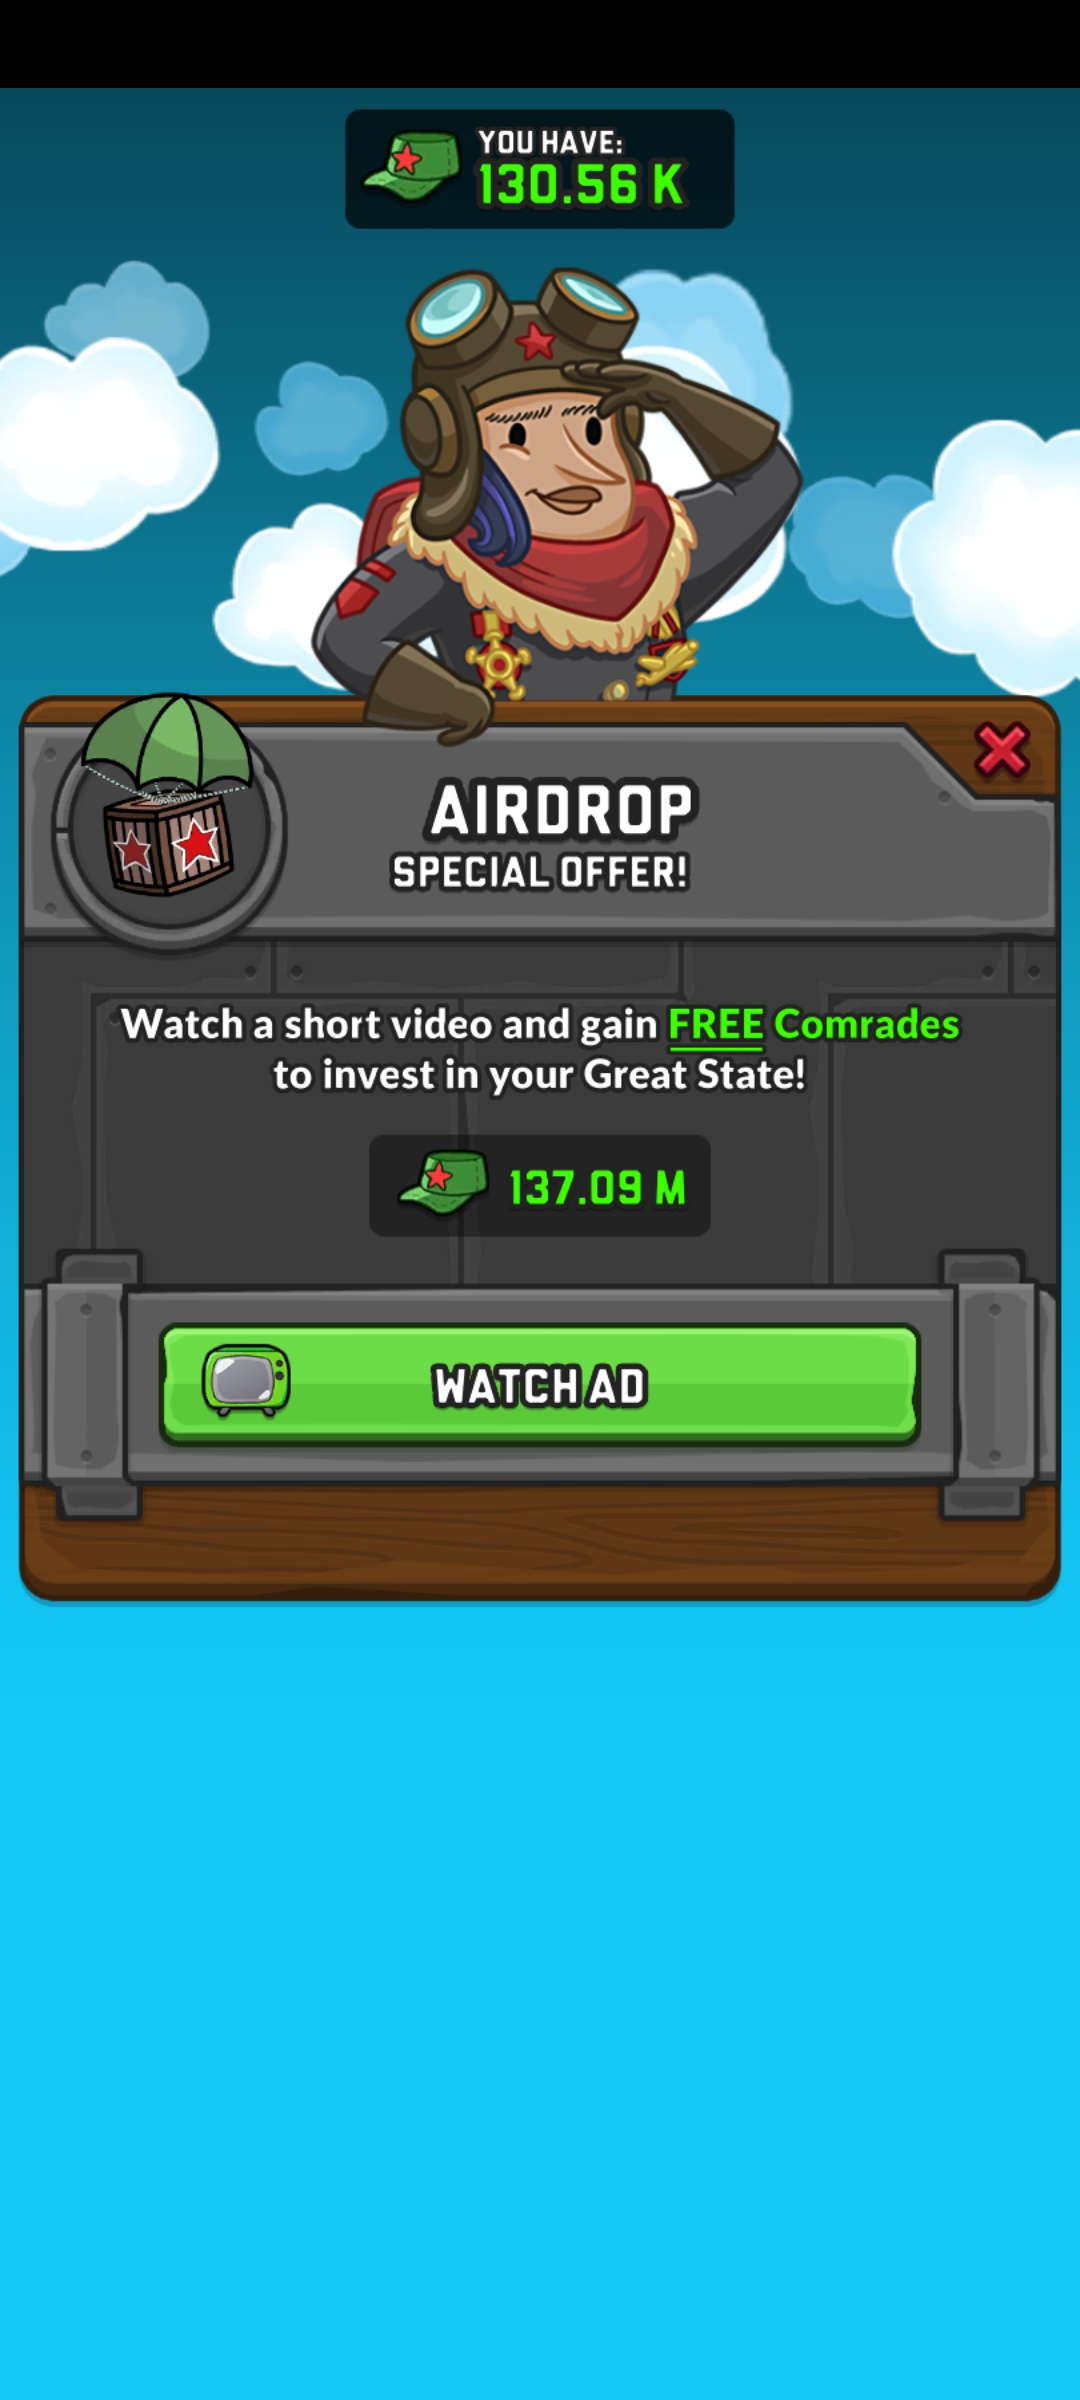 YOU HAVE:
130.56 K
AIRDROP
SPECIAL OFFER!
Watch a short video and gain FREE Comrades
to invest in your Great State!
137.09 M
WATCH AD